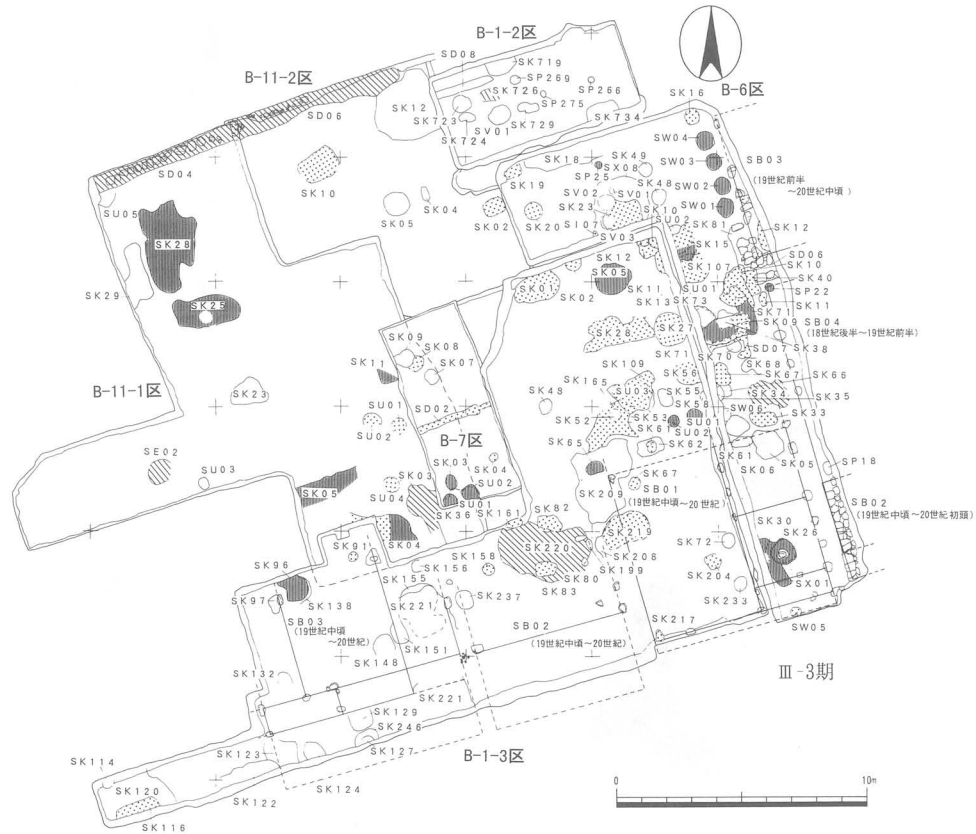 B-1-2区
SD08
SK719
B-11-2区
SP269
SK726
SP266
B-6区
SK12
SP275
SK16
SD06
SK723
SV01
SK729
SK734
SK724
SW04
SK18
SK49
SW03
SB03
SD04
SX08
(19世紀前半
~20世紀中頃)
SK10
SK19
SP25
SK48
SW02
SV02
SV01
SW01
SU05
SK04
SK23
SK10
SK05
SK02
SK20
SI07
SU02
SK81
SK12
SK28
SV03
SK15
SD06
SK12
SK107
SK10
SK05
SK40
SK29
SK01
SK11
SU01
SP22
SK02
SK13
SK73
SK11
SK25
SK71
SK09
SB04
SK09
SK28
SK27
(18世紀後半~19世紀前半)
SK08
SK70
SD07
SK38
SK11
SK07
SK71
SK68
B-11-1区
SK109
SK56
SK67
SK66
SK165
SU03
SK34
SK35
SK23
SU01
SD02
SK48
SK55
SK58
SW06
SK33
SU02
SK52
SK53
SU01
B-7区
SK61
SU02
SK65
SK62
SE02
SK03
SK04
SK61
SK05
SU03
SK03
SU02
SK06
SP18
SK67
SK05
SU04
SU01
SK209
SB01
SB02
(19世紀中頃~20世紀)
(19世紀中頃~20世紀初頭)
SK36
SK161
SK82
SK30
SK91
SK04
SK219
SK72
SK26
SK158
SK220
SK96
SK156
SK208
SK155
SK199
SK204
SK97
SK80
SX01
SK138
SK221
SK237
SK83
SK233
SB03
(19世紀中頃
~20世紀)
SB02
SK217
SW05
SK151
(19世紀中頃~20世紀)
SK148
Ⅲ-3期
SK132
SK221
SK129
SK246
SK123
B-1-3区
SK127
SK114
SK124
SK120
SK122
SK116
0
10m